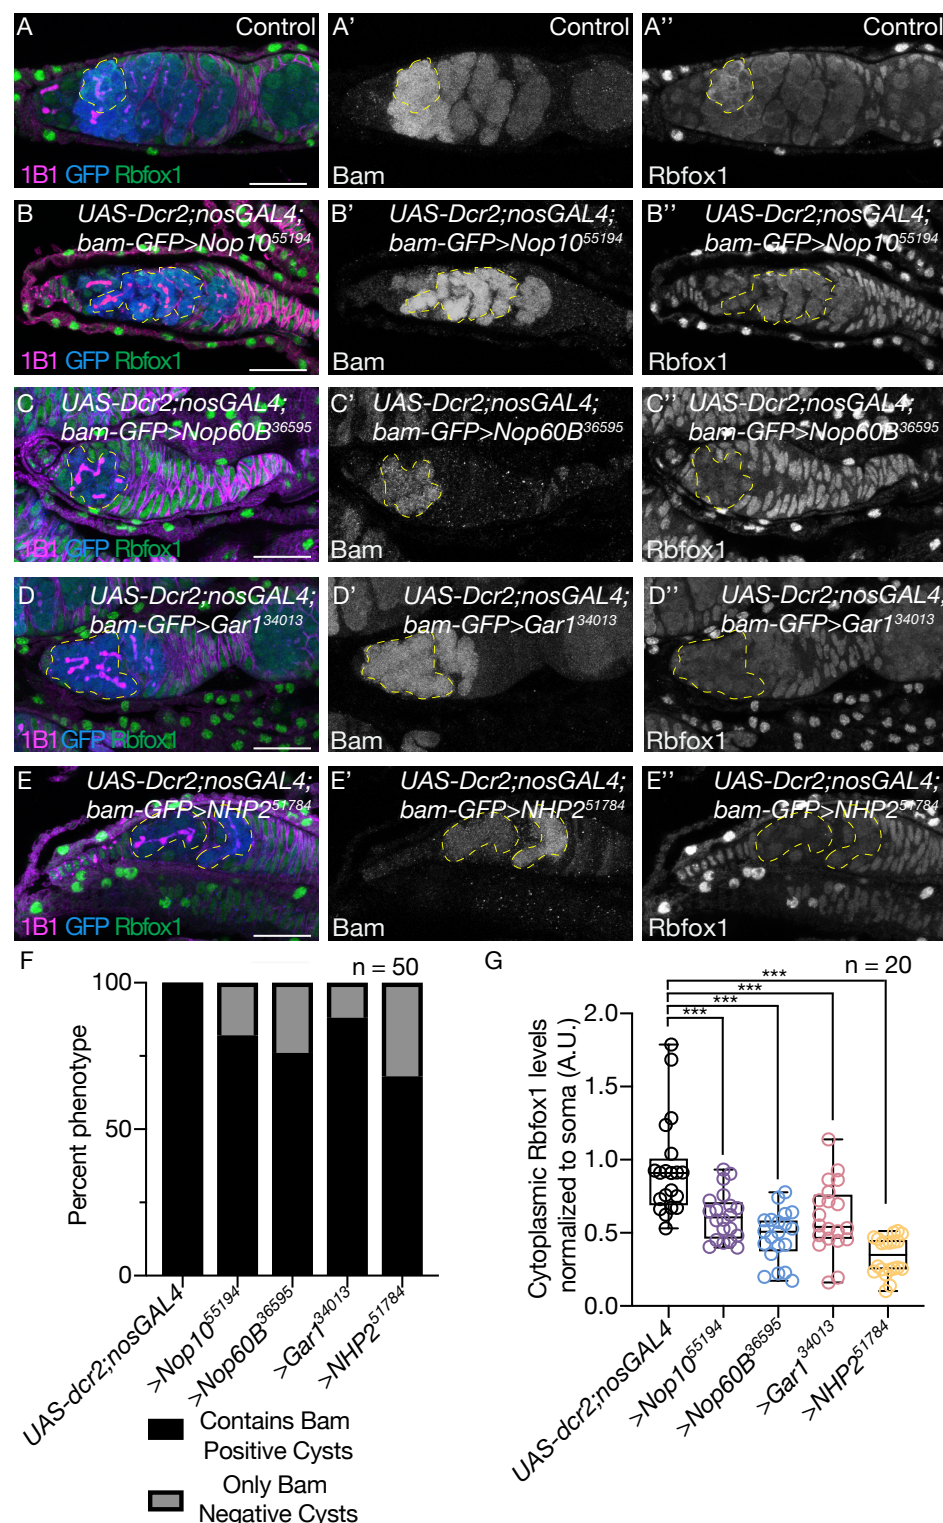 A Control
1B1 GFP Rbfox1
A' Control
Bam
A'' Control
Rbfox1
B UAS-Dcr2;nosGAL4;
bam-GFP>Nop10^55194
1B1 GFP Rbfox1
B' UAS-Dcr2;nosGAL4;
bam-GFP>Nop10^55194
Bam
B'' UAS-Dcr2;nosGAL4;
bam-GFP>Nop10^55194
Rbfox1
C UAS-Dcr2;nosGAL4;
bam-GFP>Nop60B^36595
1B1 GFP Rbfox1
C' UAS-Dcr2;nosGAL4;
bam-GFP>Nop60B^36595
Bam
C'' UAS-Dcr2;nosGAL4;
bam-GFP>Nop60B^36595
Rbfox1
D UAS-Dcr2;nosGAL4;
bam-GFP>Gar1^34013
1B1 GFP Rbfox1
D' UAS-Dcr2;nosGAL4;
bam-GFP>Gar1^34013
Bam
D'' UAS-Dcr2;nosGAL4;
bam-GFP>Gar1^34013
Rbfox1
E UAS-Dcr2;nosGAL4;
bam-GFP>NHP2^51784
1B1 GFP Rbfox1
E' UAS-Dcr2;nosGAL4;
bam-GFP>NHP2^51784
Bam
E'' UAS-Dcr2;nosGAL4;
bam-GFP>NHP2^51784
Rbfox1
F
n = 50
Percent phenotype
100
50
0
UAS-dcr2;nosGAL4
>Nop10^55194
>Nop60B^36595
>Gar1^34013
>NHP2^51784
Contains Bam
Positive Cysts
Only Bam
Negative Cysts
G
n = 20
***
***
***
***
Cytoplasmic Rbfox1 levels
normalized to soma (A.U.)
2.0
1.5
1.0
0.5
0.0
UAS-dcr2;nosGAL4
>Nop10^55194
>Nop60B^36595
>Gar1^34013
>NHP2^51784